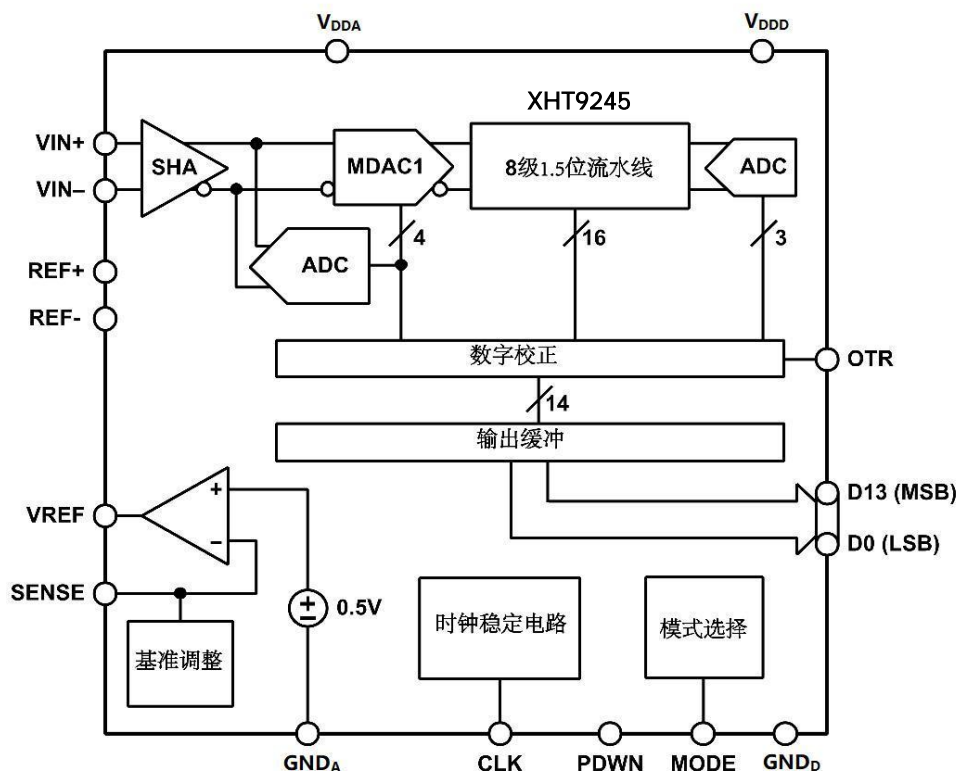 VDDA
VDDD
XHT9245
VIN+
VIN–
SHA
MDAC1
8级1.5位流水线
ADC
4
16
3
ADC
REF+
REF-
数字校正
OTR
14
输出缓冲
D13 (MSB)
D0 (LSB)
VREF
+
−
SENSE
0.5V
基准调整
时钟稳定电路
模式选择
GNDA
CLK
PDWN
MODE
GNDD